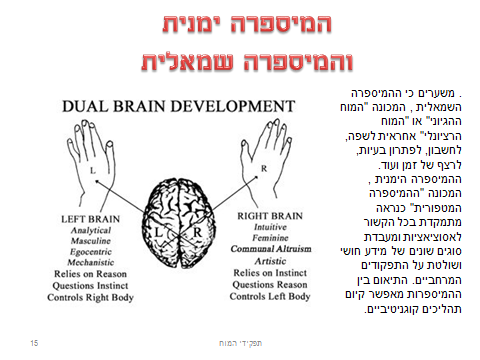 המיספרה ימנית
והמיספרה שמאלית
. משערים כי ההמיספרה
השמאלית , המכונה "המוח
ההגיוני" או "המוח
הרציונלי" אחראית לשפה,
לחשבון, לפתרון בעיות,
לרצף של זמן ועוד.
ההמיספרה הימנית ,
המכונה "ההמיספרה
המטפורית" כנראה
מתמקדת בכל הקשור
לאסוציאציות ומעבדת
סוגים שונים של מידע חושי
ושולטת על התפקודים
המרחביים. התיאום בין
ההמיספרות מאפשר קיום
תהליכים קוגניטיביים.
DUAL BRAIN DEVELOPMENT
L
R
L R
LEFT BRAIN
Analytical
Masculine
Egocentric
Mechanistic
Relies on Reason
Questions Instinct
Controls Right Body
RIGHT BRAIN
Intuitive
Feminine
Communal Altruism
Artistic
Relies on Instinct
Questions Reason
Controls Left Body
תפקידי המוח
15